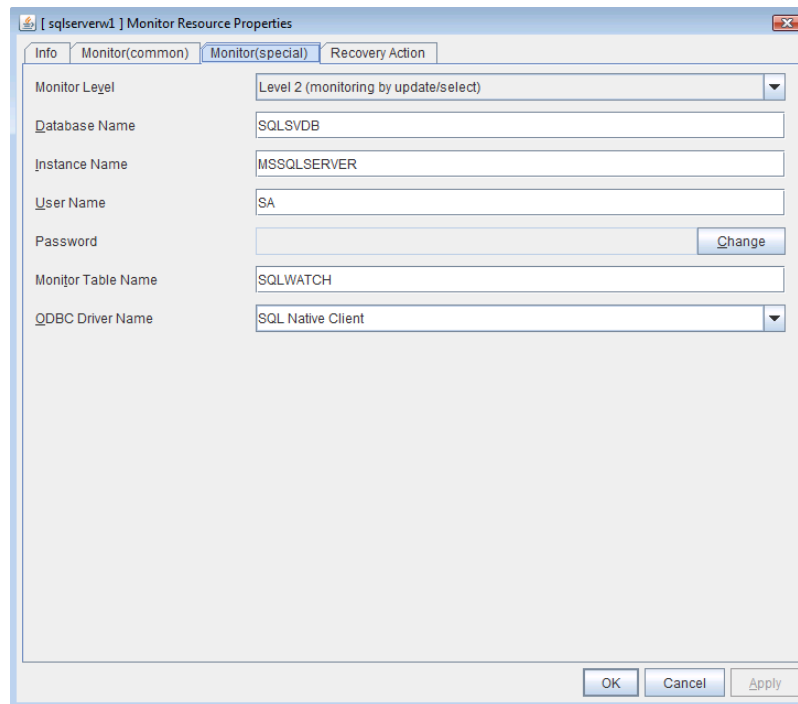 [ sqlserverw1 ] Monitor Resource Properties
Info Monitor(common) Monitor(special) Recovery Action
Monitor Level Level 2 (monitoring by update/select)
Database Name SQLSVDB
Instance Name MSSQLSERVER
User Name SA
Password Change
Monitor Table Name SQLWATCH
ODBC Driver Name SQL Native Client
OK Cancel Apply